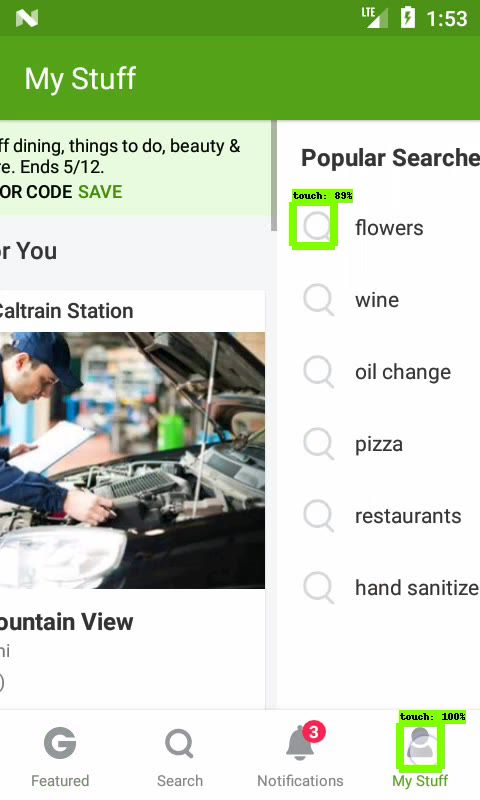 LTE 1:53
My Stuff
ff dining, things to do, beauty &
re. Ends 5/12.
OR CODE SAVE
Popular Searche
touch: 89%
flowers
or You
wine
Caltrain Station
oil change
pizza
restaurants
hand sanitize
ountain View
ni
)
touch: 100%
G
3
Featured
Search
Notifications
My Stuff